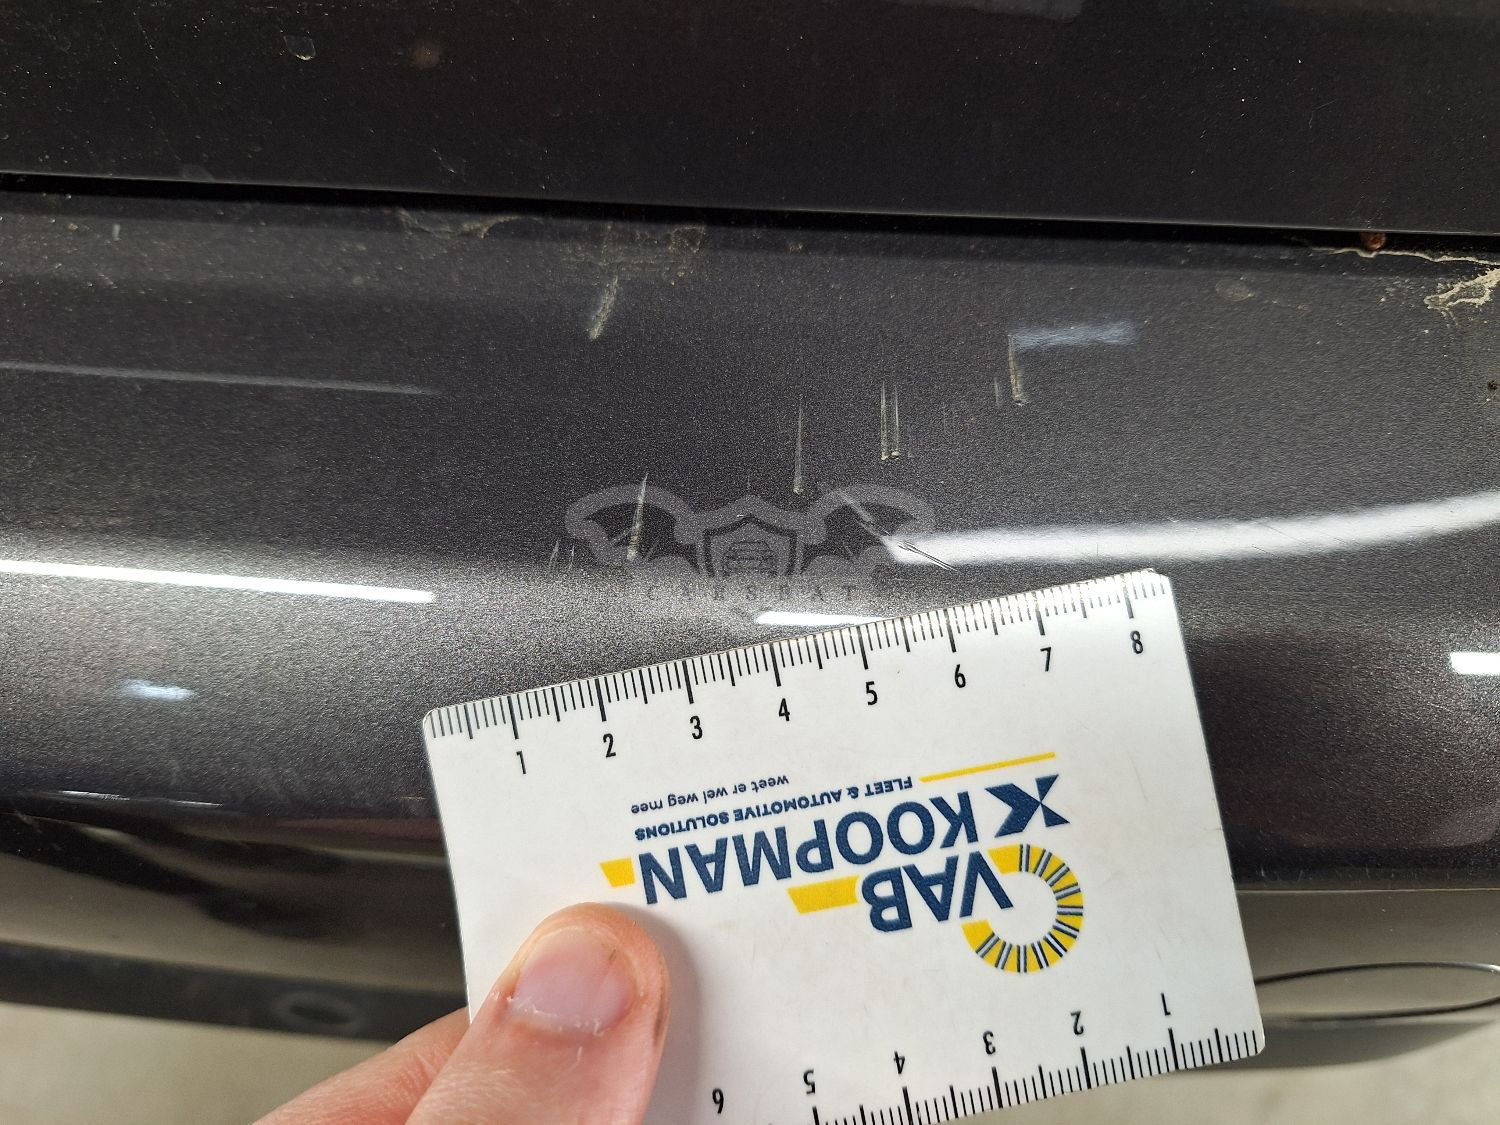 CARSBAT
1 2 3 4 5 6 7 8
weet er wel weg mee
FLEET & AUTOMOTIVE SOLUTIONS
KOOPMAN
VAB
6 5 4 3 2 1